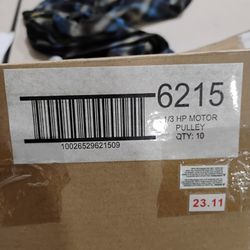 6215
1/3 HP MOTOR
PULLEY
QTY: 10
10026529621509
23.11